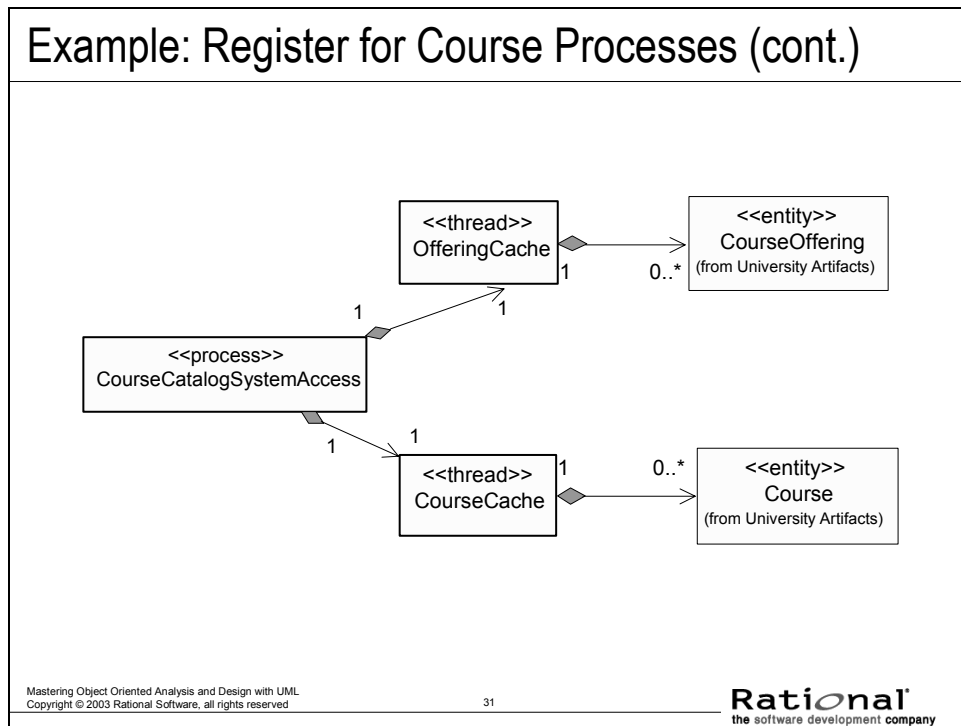 Example: Register for Course Processes (cont.)
<<thread>>
OfferingCache
1
1
<<entity>>
CourseOffering
(from University Artifacts)
0..*
1
1
<<process>>
CourseCatalogSystemAccess
1
1
<<thread>>
CourseCache
1
0..*
<<entity>>
Course
(from University Artifacts)
Mastering Object Oriented Analysis and Design with UML
Copyright © 2003 Rational Software, all rights reserved
31
Rational
the software development company